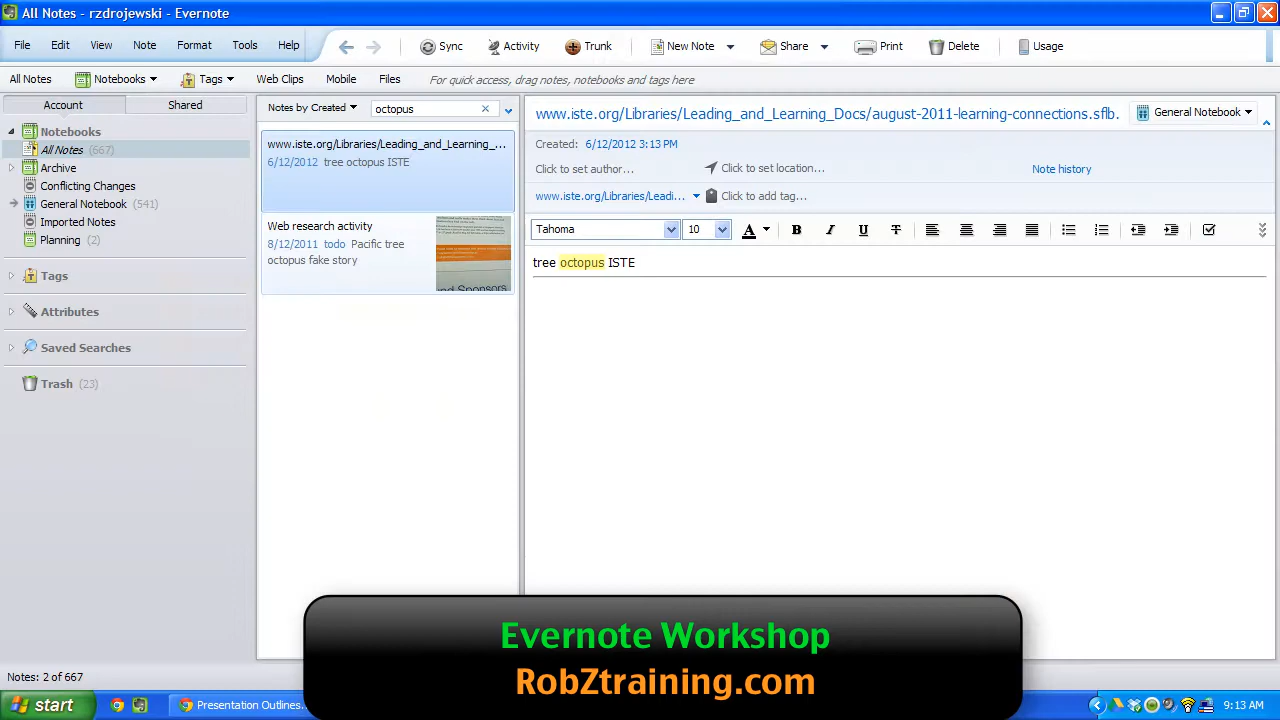 All Notes - rzdrojewski - Evernote
File Edit View Note Format Tools Help
Sync Activity Trunk New Note Share Print Delete Usage
All Notes Notebooks Tags Web Clips Mobile Files For quick access, drag notes, notebooks and tags here
Account Shared
Notebooks
All Notes (667)
Archive
Conflicting Changes
General Notebook (541)
Imported Notes
Planning (2)
Tags
Attributes
Saved Searches
Trash (23)
Notes by Created octopus
www.iste.org/Libraries/Leading_and_Learning_...
6/12/2012 tree octopus ISTE
Web research activity
8/12/2011 todo Pacific tree
octopus fake story
nd Sponsors
www.iste.org/Libraries/Leading_and_Learning_Docs/august-2011-learning-connections.sflb. General Notebook
Created: 6/12/2012 3:13 PM
Click to set author... Click to set location... Note history
www.iste.org/Libraries/Leadi... Click to add tag...
Tahoma 10 A B I U T
tree octopus ISTE
Evernote Workshop
RobZtraining.com
Notes: 2 of 667
start Presentation Outlines... 9:13 AM